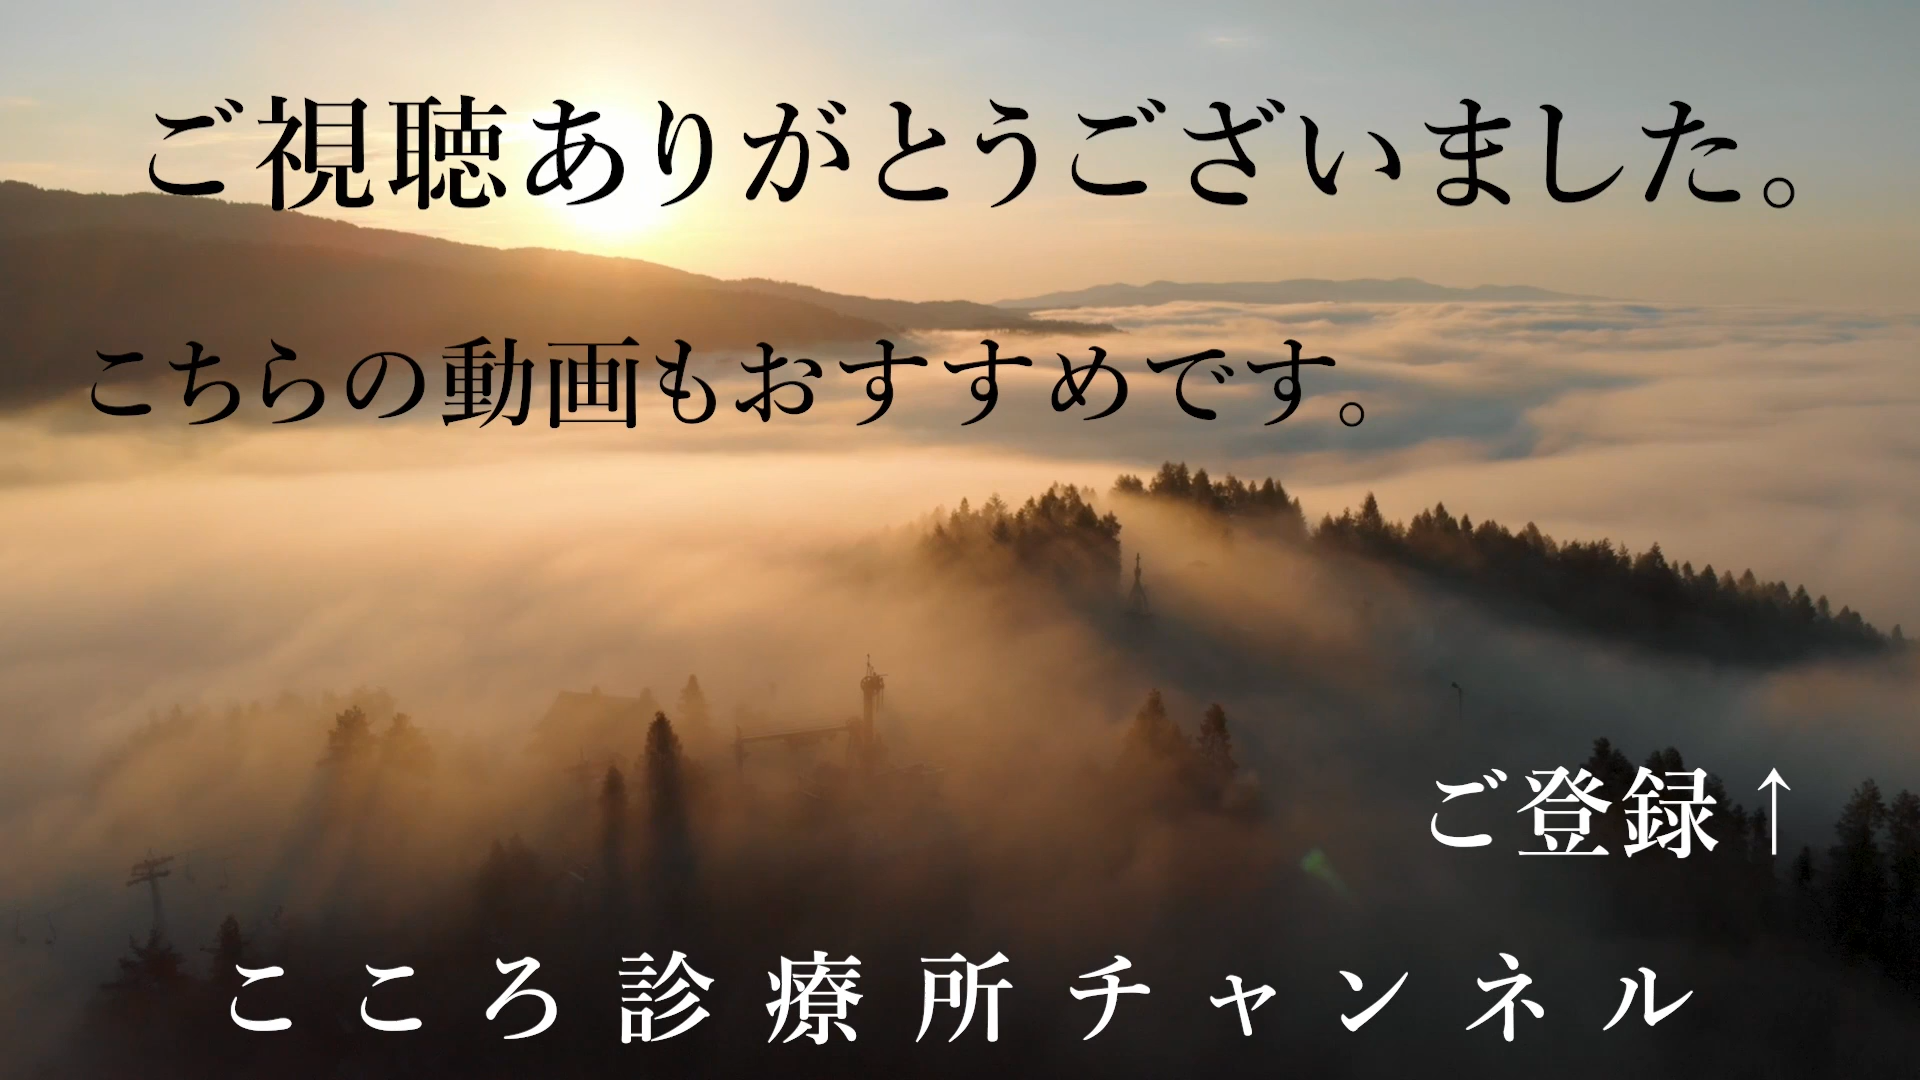 ご視聴ありがとうございました。
こちらの動画もおすすめです。
ご登録↑
こころ診療所チャンネル